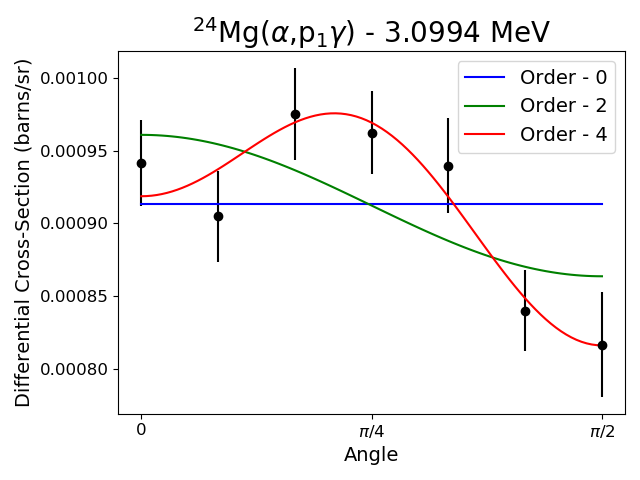 ²⁴Mg(α,p₁γ) - 3.0994 MeV
Differential Cross-Section (barns/sr)
0.00100
0.00095
0.00090
0.00085
0.00080
Order - 0
Order - 2
Order - 4
0
π/4
π/2
Angle